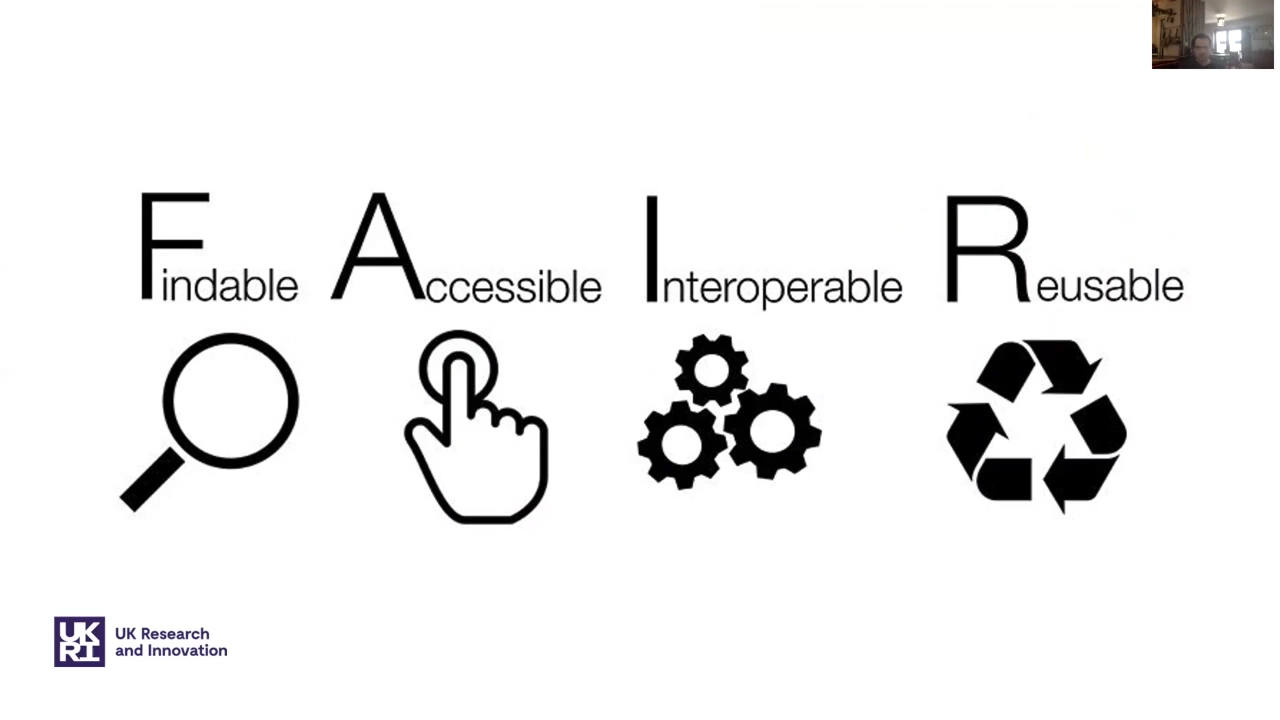 Findable Accessible Interoperable Reusable
UK
RI
UK Research
and Innovation